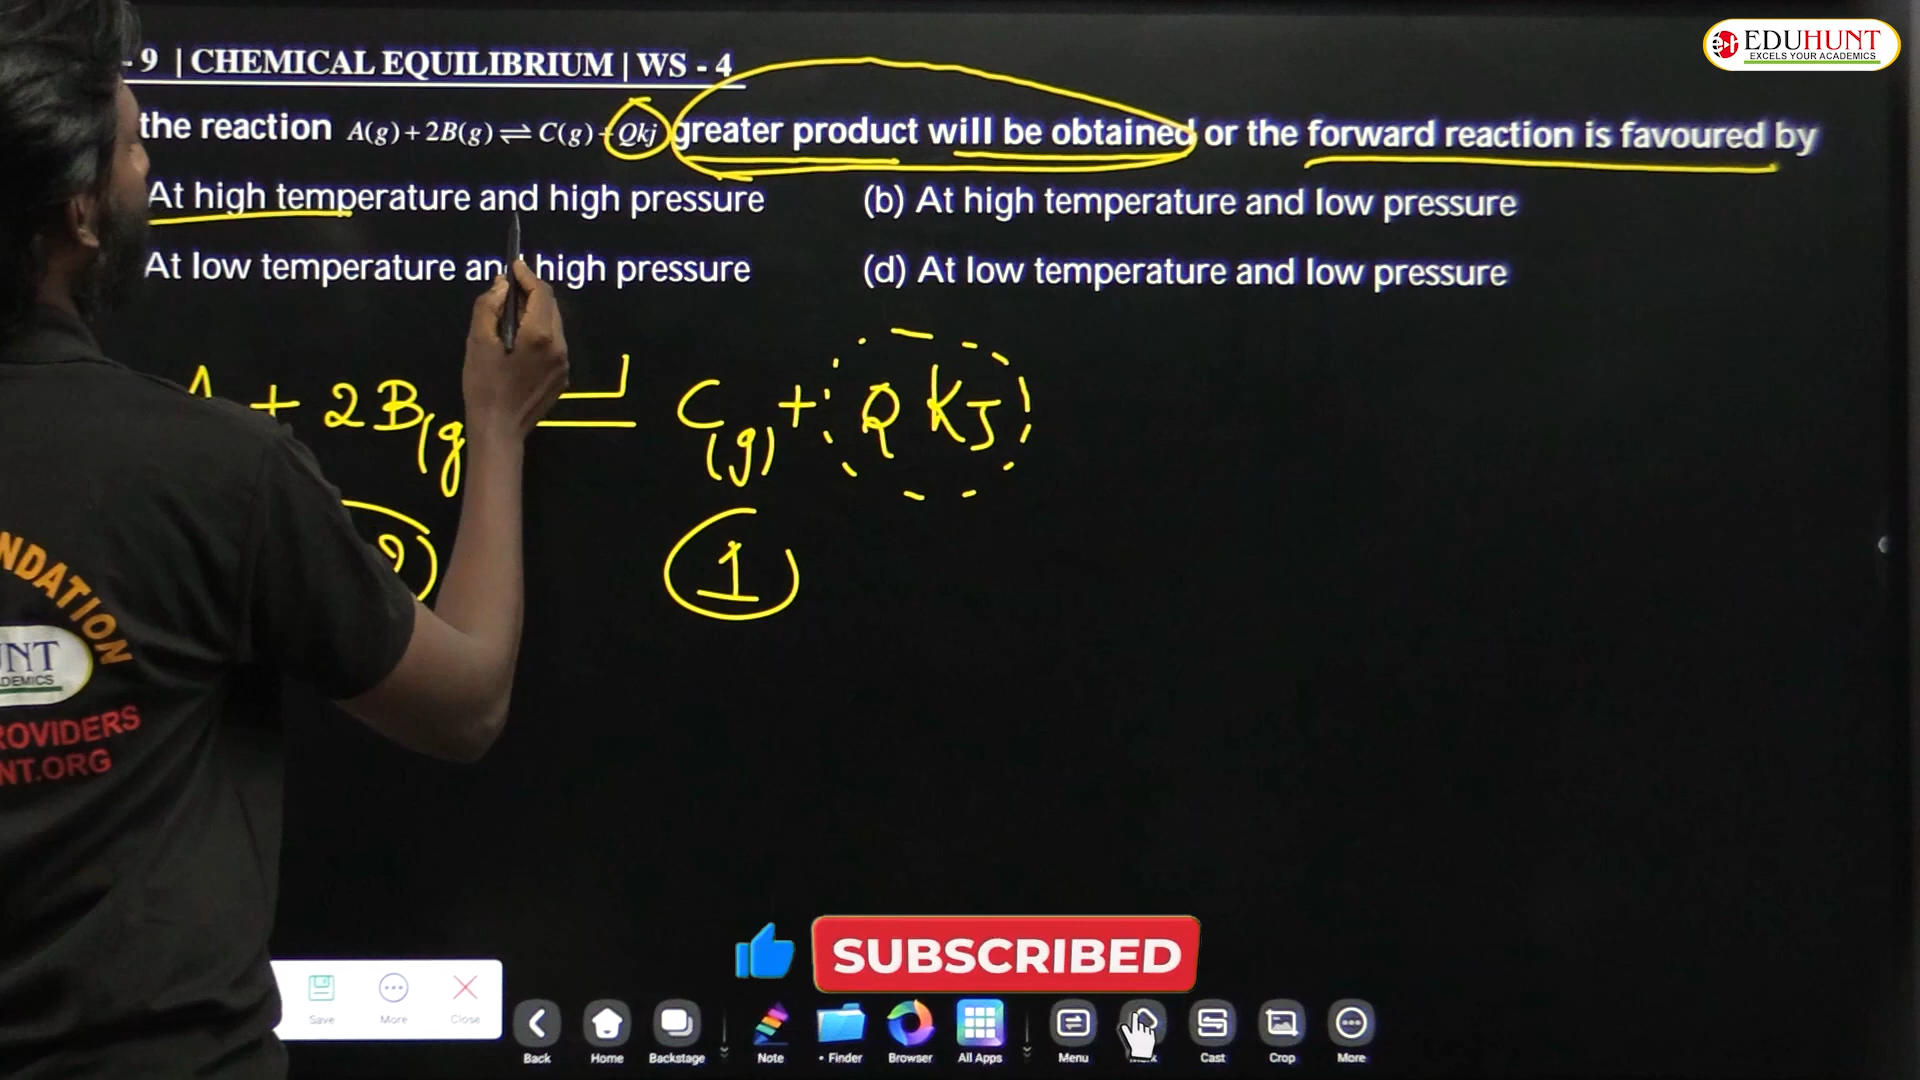 EDUHUNT
EXCELS YOUR ACADEMICS
- 9 | CHEMICAL EQUILIBRIUM | WS - 4
the reaction A(g)+2B(g)⇌C(g)+Qkj greater product will be obtained or the forward reaction is favoured by
At high temperature and high pressure (b) At high temperature and low pressure
At low temperature and high pressure (d) At low temperature and low pressure
A + 2B(g) C(g) + Q KJ
1
NDATION
UNT
DEMICS
ROVIDERS
NT.ORG
SUBSCRIBED
Save More Close
Back Home Backstage Note • Finder Browser All Apps Menu Cast Crop More